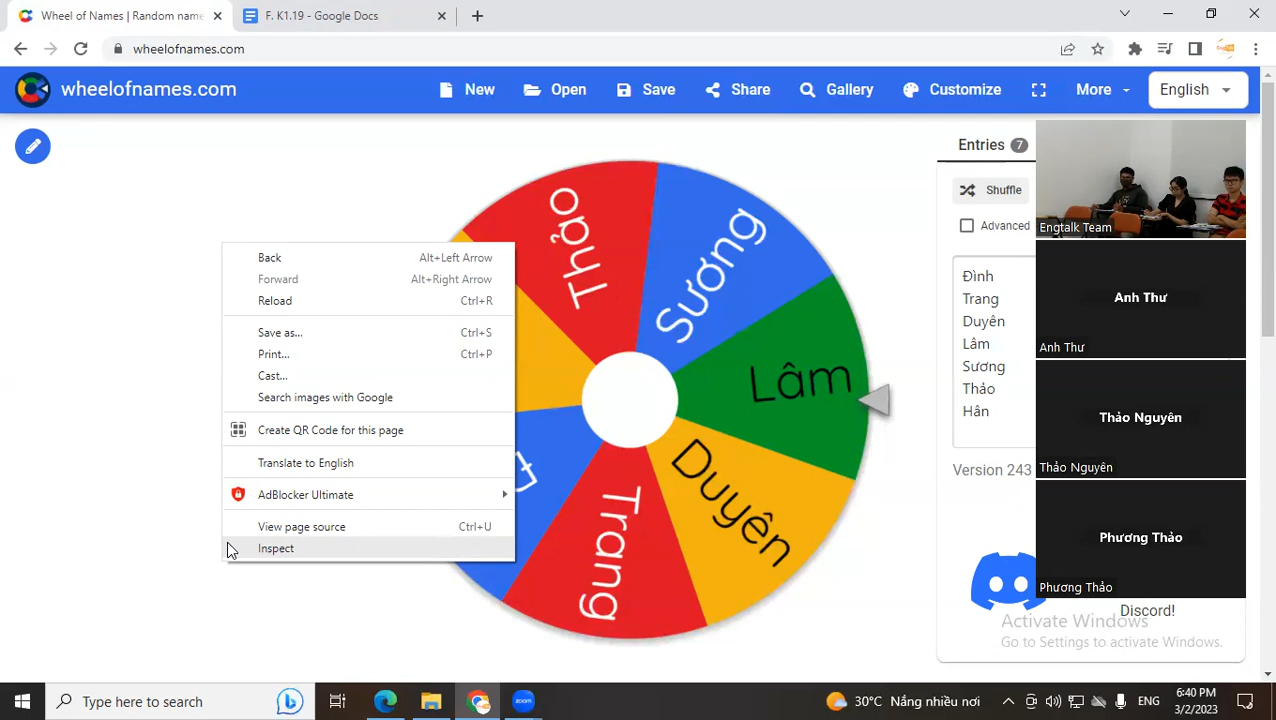 Wheel of Names | Random name
F. K1.19 - Google Docs
wheelofnames.com
wheelofnames.com
New
Open
Save
Share
Gallery
Customize
More
English
Entries 7
Shuffle
Advanced
Đình
Trang
Duyên
Lâm
Sương
Thảo
Hân
Version 243
Discord!
Activate Windows
Go to Settings to activate Windows.
Thảo
Sương
Lâm
Duyên
Trang
Back Alt+Left Arrow
Forward Alt+Right Arrow
Reload Ctrl+R
Save as... Ctrl+S
Print... Ctrl+P
Cast...
Search images with Google
Create QR Code for this page
Translate to English
AdBlocker Ultimate
View page source Ctrl+U
Inspect
Engtalk Team
Anh Thư
Anh Thư
Thảo Nguyên
Thảo Nguyên
Phương Thảo
Phương Thảo
Type here to search
zoom
30°C Nắng nhiều nơi
ENG
6:40 PM
3/2/2023